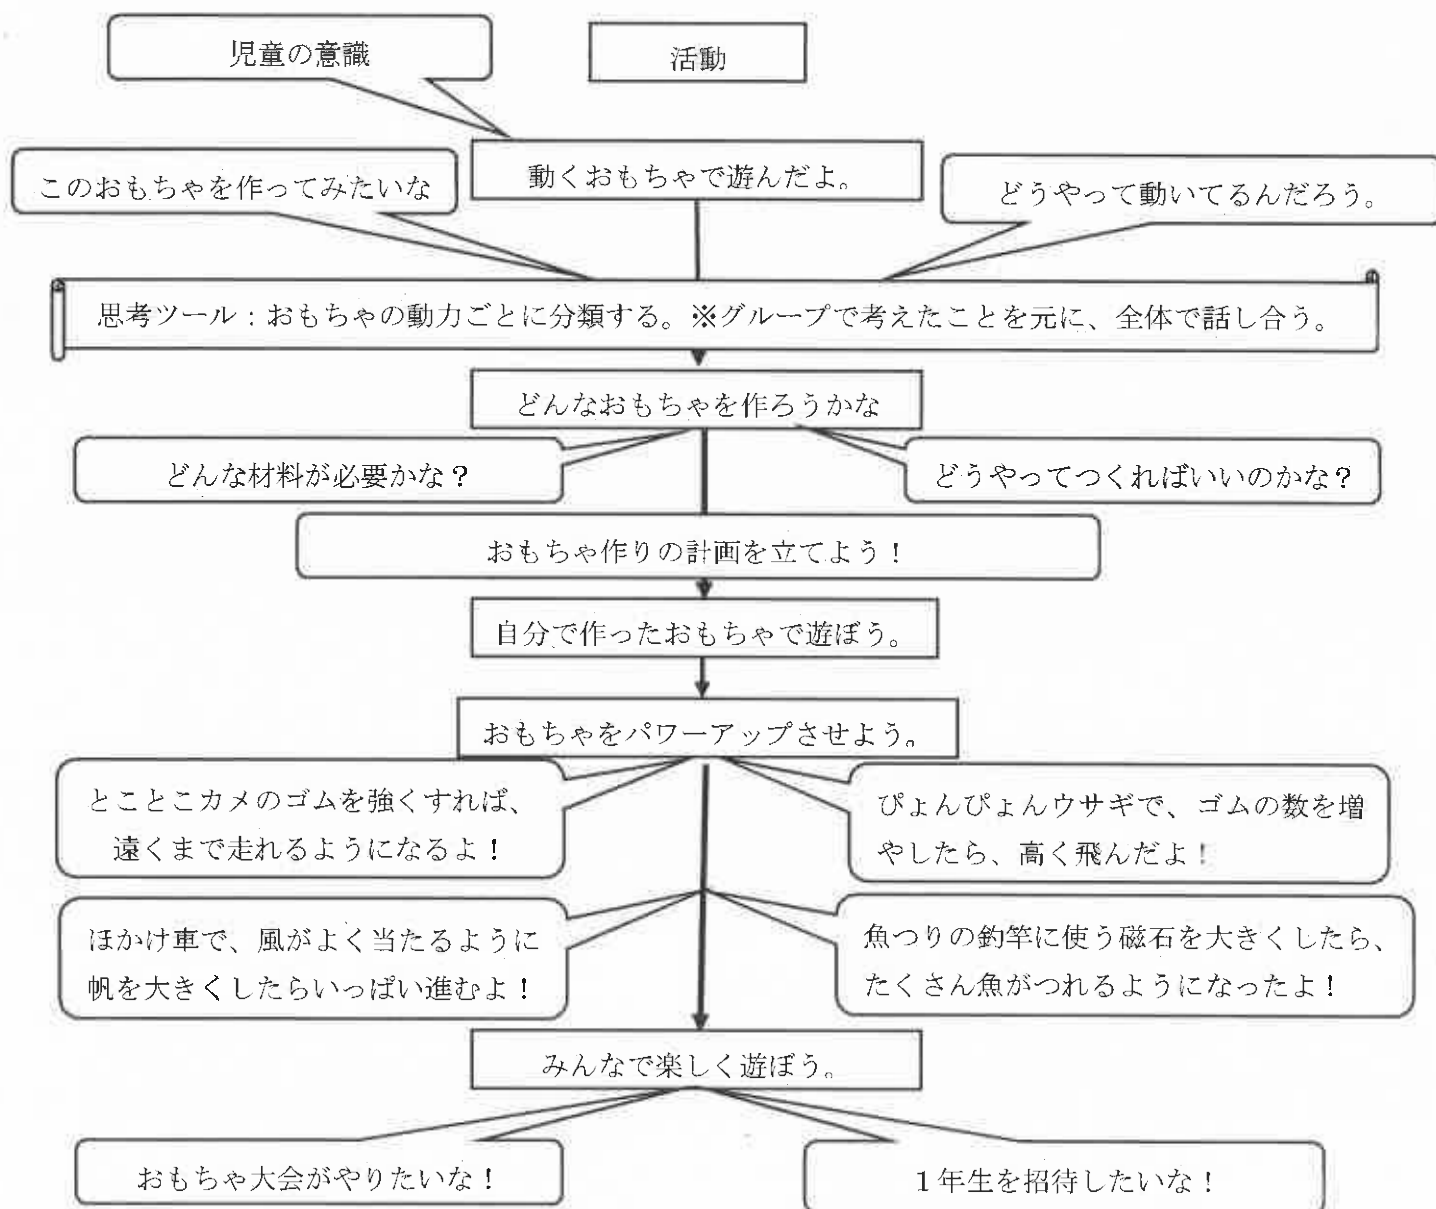 児童の意識
活動
動くおもちゃで遊んだよ。
このおもちゃを作ってみたいな
どうやって動いてるんだろう。
思考ツール：おもちゃの動力ごとに分類する。※グループで考えたことを元に、全体で話し合う。
どんなおもちゃを作ろうかな
どんな材料が必要かな？
どうやってつくればいいのかな？
おもちゃ作りの計画を立てよう！
自分で作ったおもちゃで遊ぼう。
おもちゃをパワーアップさせよう。
とことこカメのゴムを強くすれば、
遠くまで走れるようになるよ！
ぴょんぴょんウサギで、ゴムの数を増
やしたら、高く飛んだよ！
ほかけ車で、風がよく当たるように
帆を大きくしたらいっぱい進むよ！
魚つりの釣竿に使う磁石を大きくしたら、
たくさん魚がつれるようになったよ！
みんなで楽しく遊ぼう。
おもちゃ大会がやりたいな！
１年生を招待したいな！